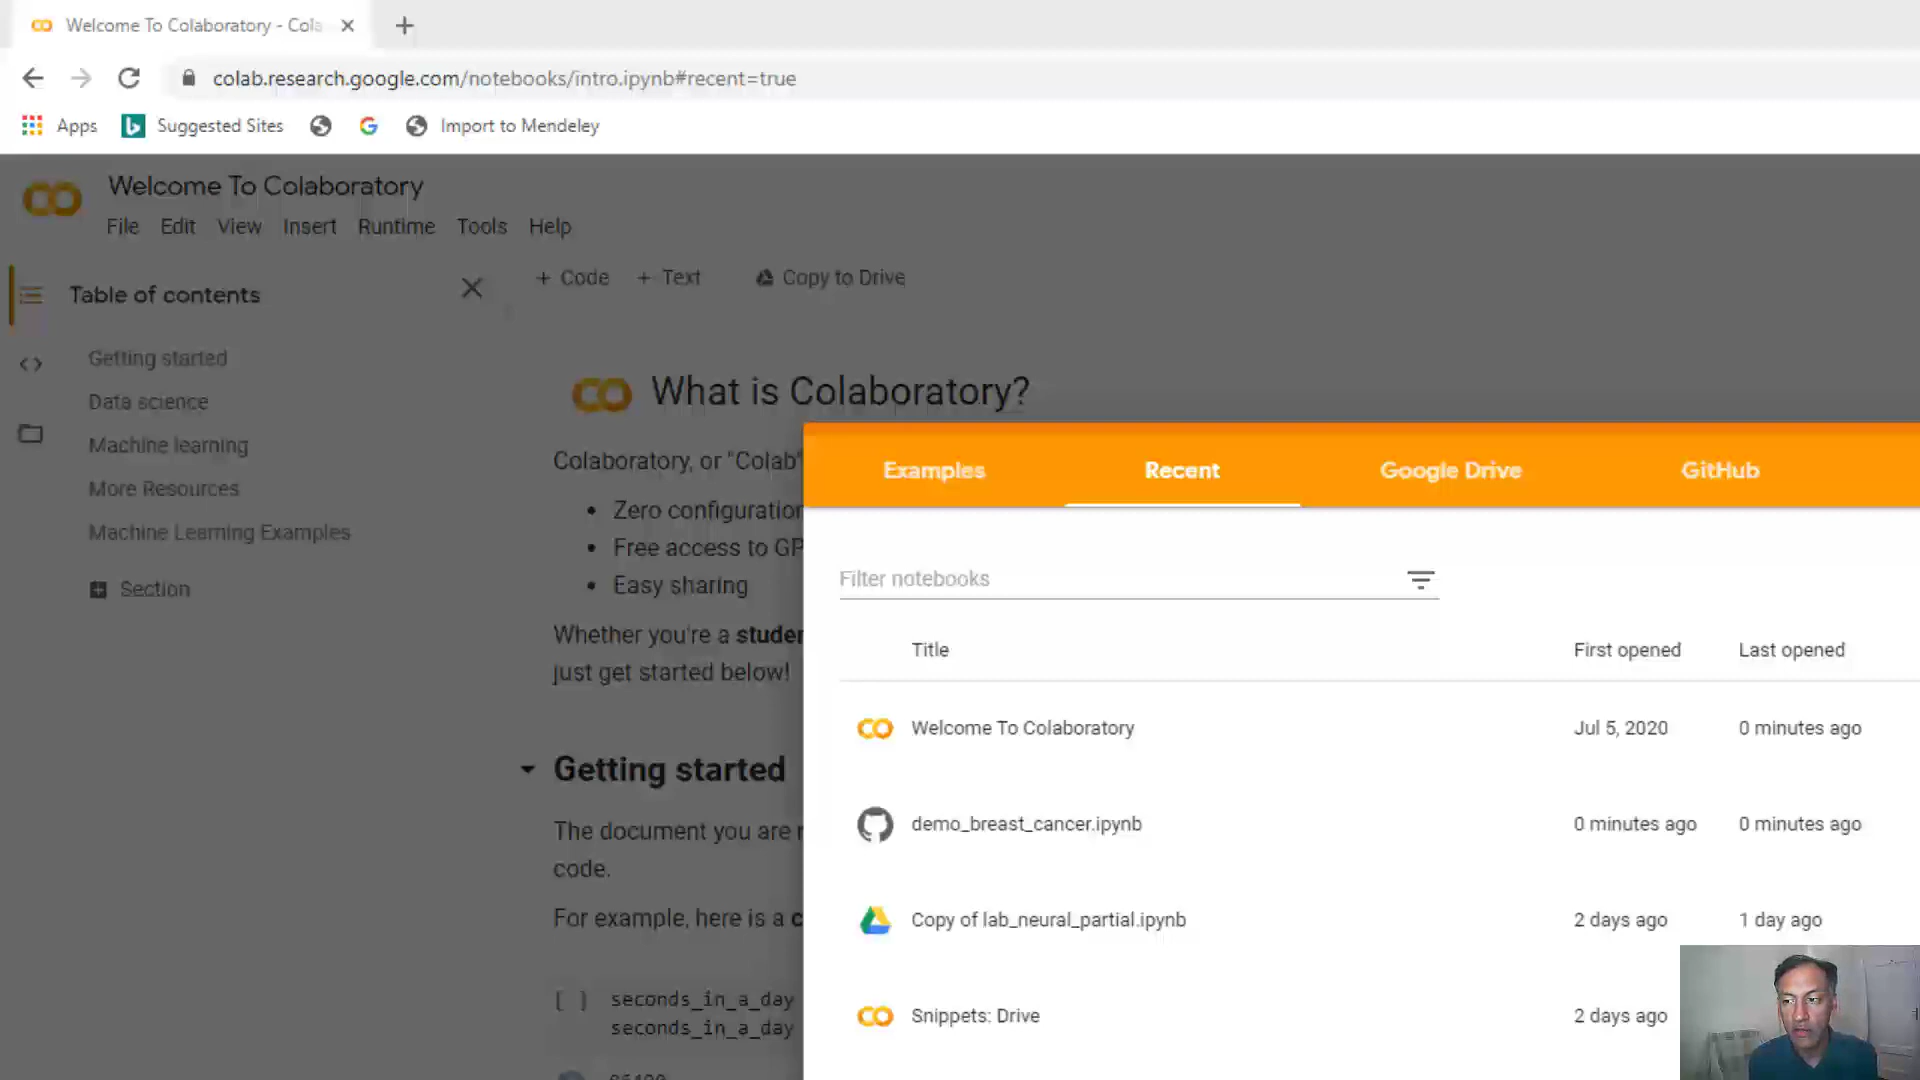 Welcome To Colaboratory - Cola
colab.research.google.com/notebooks/intro.ipynb#recent=true
Apps Suggested Sites Import to Mendeley
Welcome To Colaboratory
File Edit View Insert Runtime Tools Help
+ Code + Text Copy to Drive
Table of contents
Getting started
Data science
Machine learning
More Resources
Machine Learning Examples
Section
What is Colaboratory?
Colaboratory, or "Colab"
• Zero configuration
• Free access to GP
• Easy sharing
Whether you're a studen
just get started below!
Getting started
The document you are r
code.
For example, here is a c
[ ] seconds_in_a_day
seconds_in_a_day
Examples Recent Google Drive GitHub
Filter notebooks
Title First opened Last opened
Welcome To Colaboratory Jul 5, 2020 0 minutes ago
demo_breast_cancer.ipynb 0 minutes ago 0 minutes ago
Copy of lab_neural_partial.ipynb 2 days ago 1 day ago
Snippets: Drive 2 days ago